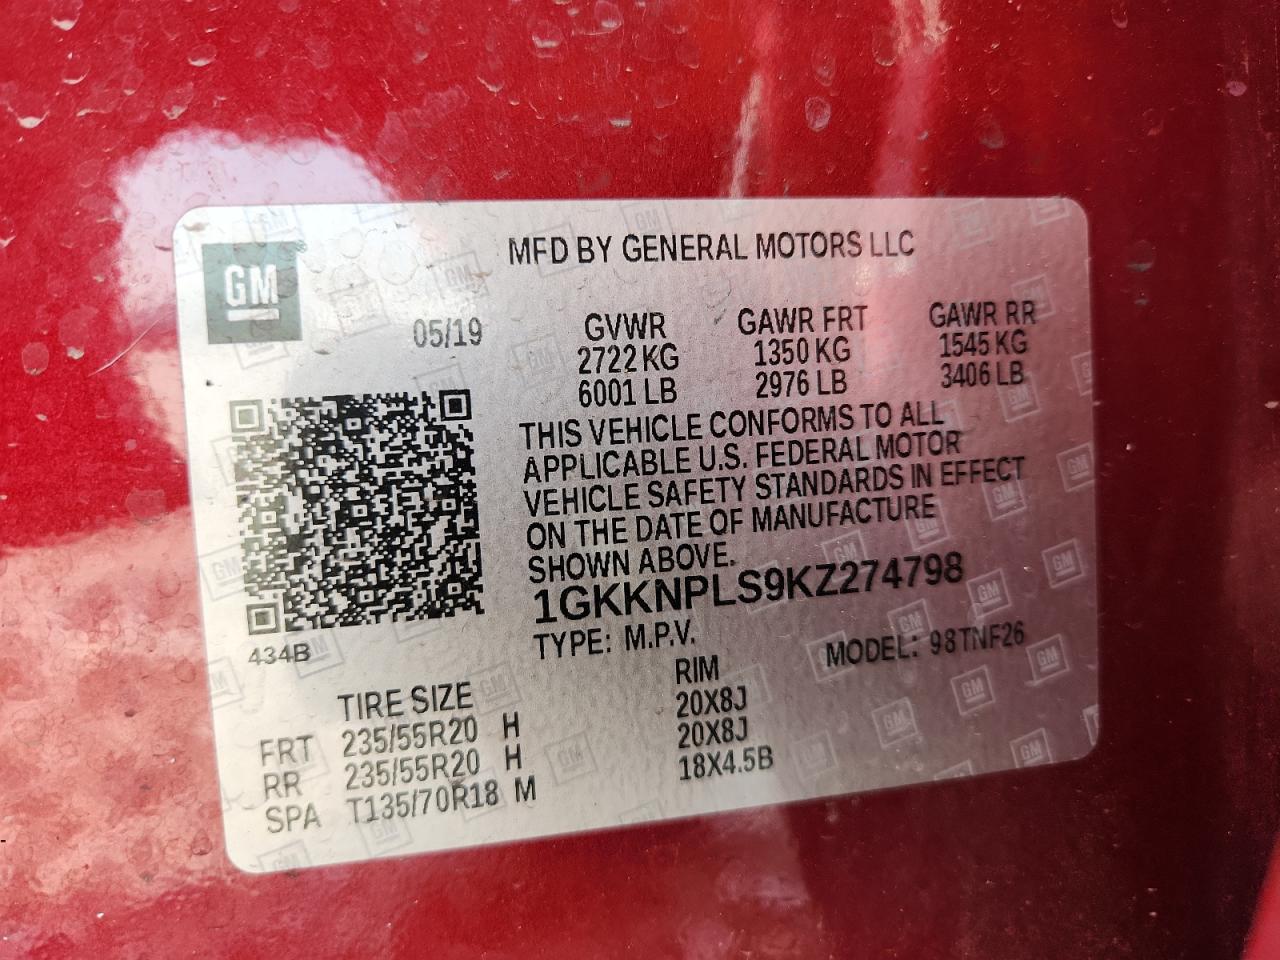 GM
MFD BY GENERAL MOTORS LLC
05/19
GVWR GAWR FRT GAWR RR
2722 KG 1350 KG 1545 KG
6001 LB 2976 LB 3406 LB
THIS VEHICLE CONFORMS TO ALL
APPLICABLE U.S. FEDERAL MOTOR
VEHICLE SAFETY STANDARDS IN EFFECT
ON THE DATE OF MANUFACTURE
SHOWN ABOVE.
1GKKNPLS9KZ274798
TYPE: M.P.V. MODEL: 98TNF26
434B
TIRE SIZE RIM
FRT 235/55R20 H 20X8J
RR 235/55R20 H 20X8J
SPA T135/70R18 M 18X4.5B